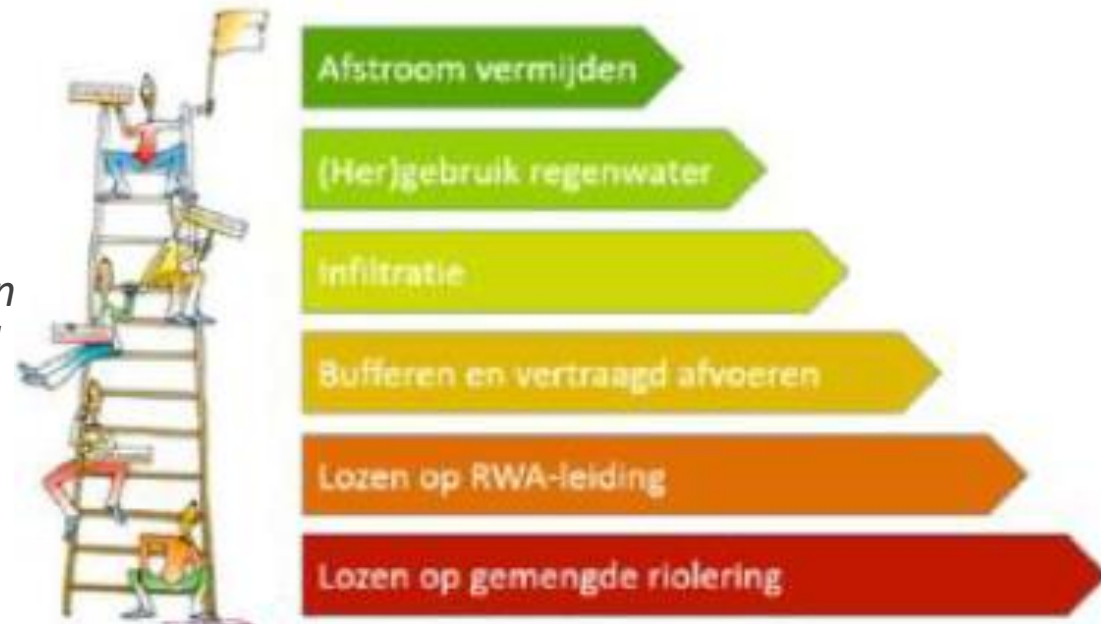 Afstroom vermijden
(Her)gebruik regenwater
Infiltratie
Bufferen en vertraagd afvoeren
Lozen op RWA-leiding
Lozen op gemengde riolering